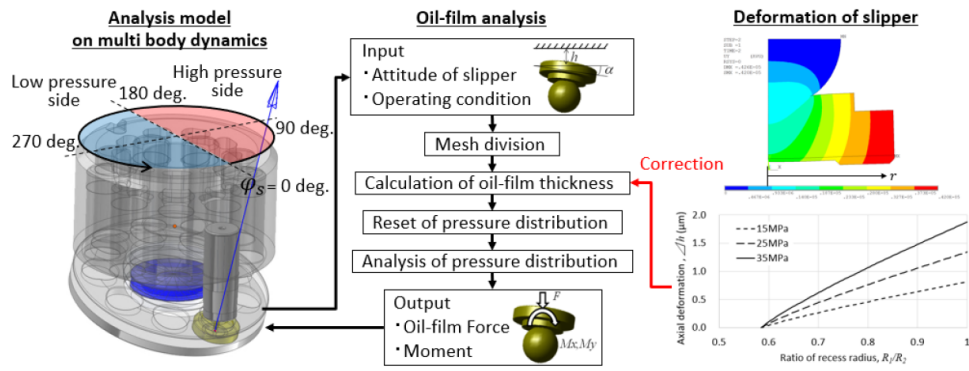 Analysis model
on multi body dynamics
High pressure
side
Low pressure
side
180 deg.
90 deg.
270 deg.
φs = 0 deg.
Oil-film analysis
Input
・Attitude of slipper
・Operating condition
h
α
Mesh division
Calculation of oil-film thickness
Reset of pressure distribution
Analysis of pressure distribution
Output
・Oil-film Force
・Moment
F
Mx,My
Correction
Deformation of slipper
r
Axial deformation, ⊿h (μm)
2.0
1.5
1.0
0.5
0.0
15MPa
25MPa
35MPa
0.5 0.6 0.7 0.8 0.9 1
Ratio of recess radius, R1/R2